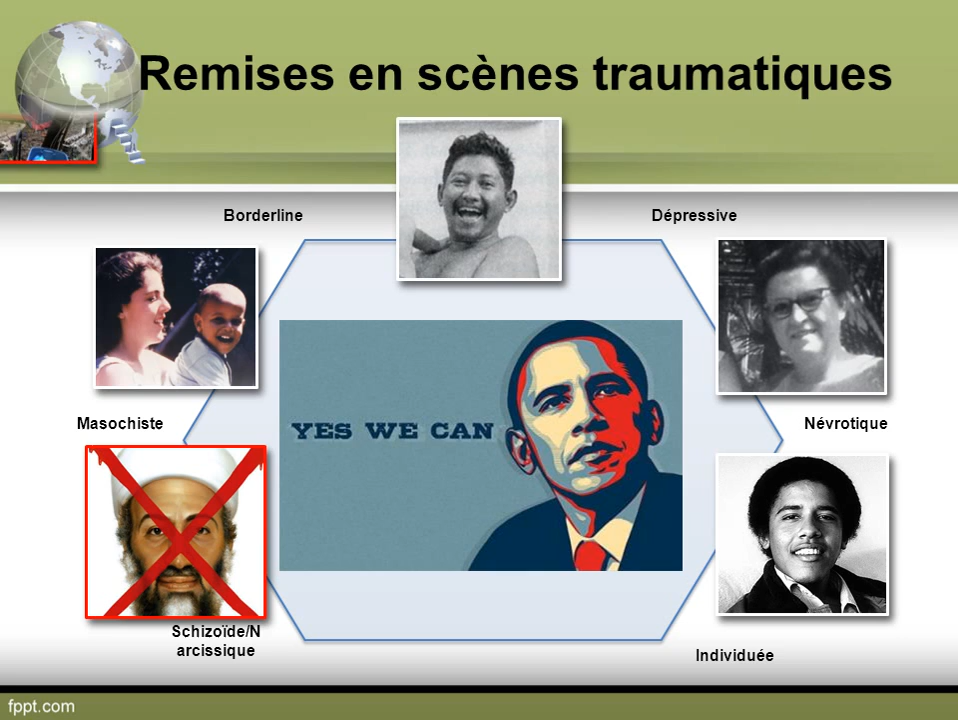 Remises en scènes traumatiques
Borderline
Dépressive
YES WE CAN
Masochiste
Névrotique
Schizoïde/N
arcissique
Individuée
fppt.com